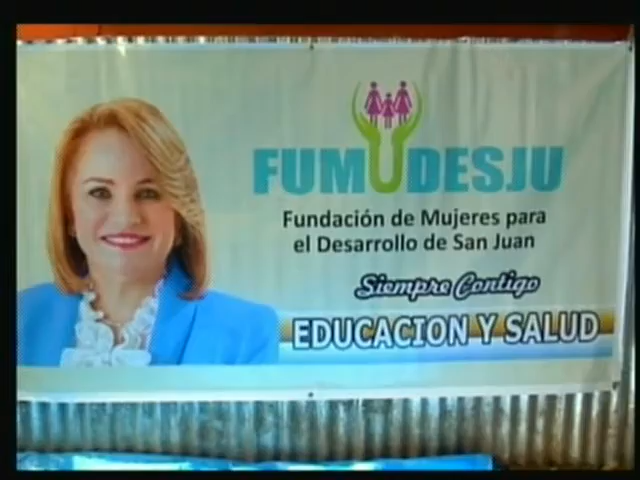 FUMUDESJU
Fundación de Mujeres para
el Desarrollo de San Juan
Siempre Contigo
EDUCACION Y SALUD